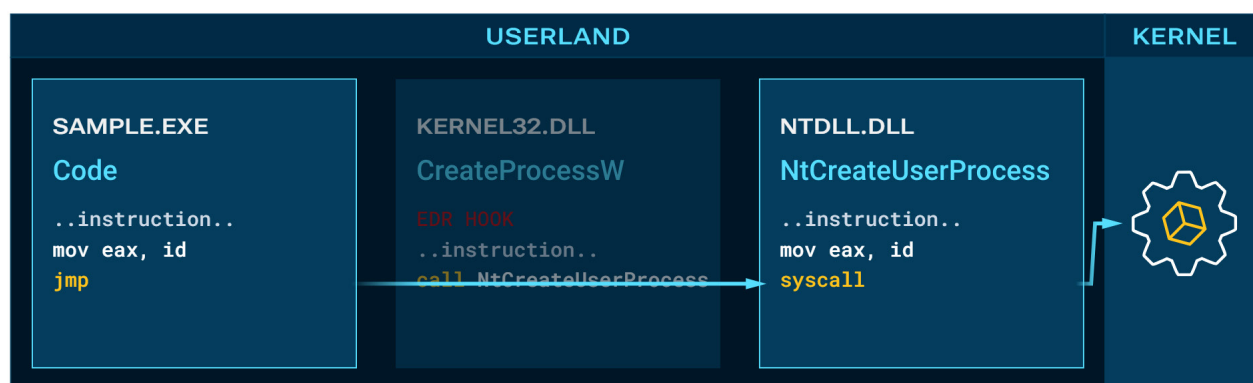 USERLAND
KERNEL
SAMPLE.EXE
Code
..instruction..
mov eax, id
jmp
KERNEL32.DLL
CreateProcessW
EDR HOOK
..instruction..
call NtCreateUserProcess
NTDLL.DLL
NtCreateUserProcess
..instruction..
mov eax, id
syscall